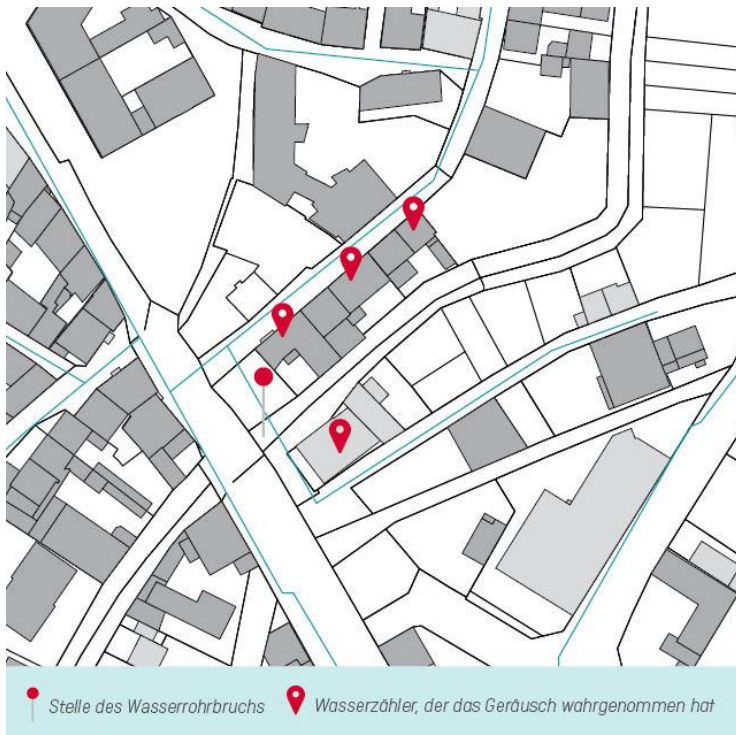 Stelle des Wasserrohrbruchs
Wasserzähler, der das Geräusch wahrgenommen hat